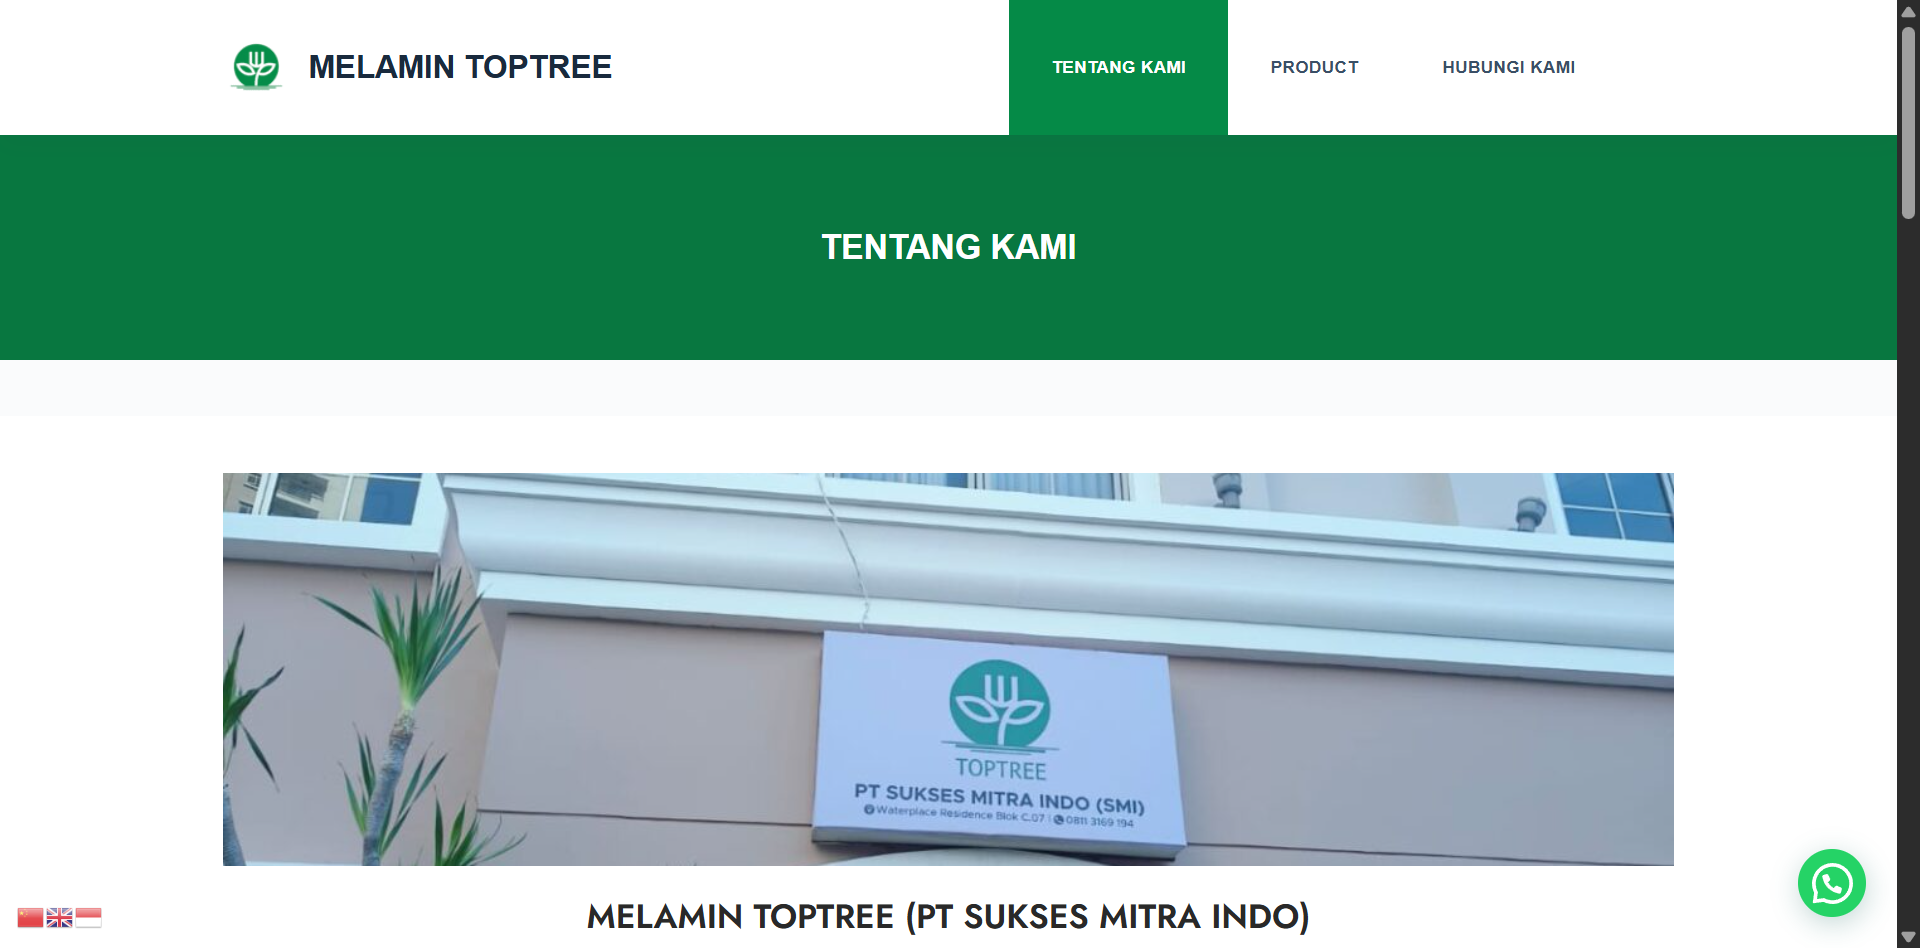 MELAMIN TOPTREE
TENTANG KAMI
PRODUCT
HUBUNGI KAMI
TENTANG KAMI
TOPTREE
PT SUKSES MITRA INDO (SMI)
Waterplace Residence Blok C.07 | 0811 3169 194
MELAMIN TOPTREE (PT SUKSES MITRA INDO)